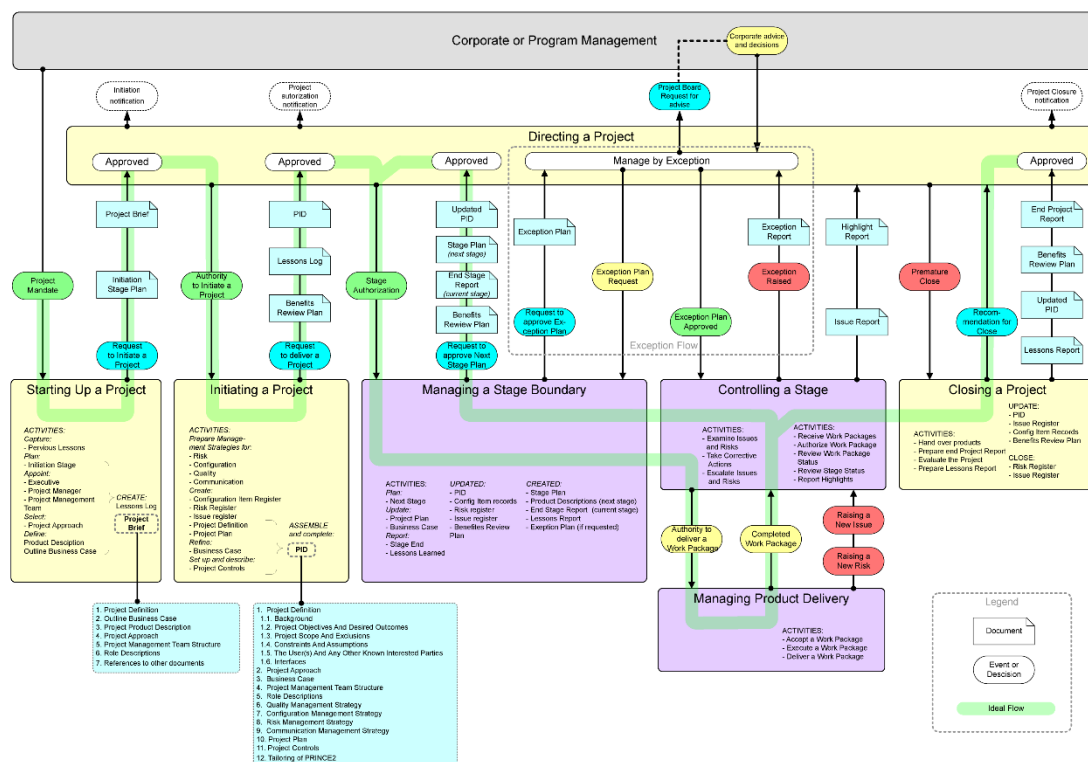 Corporate or Program Management
Corporate advice
and decisions
Initiation
notification
Project
autorization
notification
Project Board
Request for
advise
Project Closure
notification
Directing a Project
Approved
Approved
Approved
Manage by Exception
Approved
Project Brief
PID
Updated
PID
Exception Plan
Exception
Report
Highlight
Report
End Project
Report
Stage Plan
(next stage)
Lessons Log
Benefits
Rewiew Plan
Project
Mandate
Initiation
Stage Plan
Authority
to Initiate a
Project
Stage
Authorization
End Stage
Report
(current stage)
Exception Plan
Request
Exception
Raised
Premature
Close
Benefits
Rewiew Plan
Benefits
Rewiew Plan
Updated
PID
Request to
approve Ex-
ception Plan
Exception Plan
Approved
Issue Report
Recom-
mendation for
Close
Exception Flow
Request
to Initiate a
Project
Request
to deliver a
Project
Request to
approve Next
Stage Plan
Lessons Report
Starting Up a Project
ACTIVITIES:
Capture:
- Pervious Lessons
Plan:
- Initiation Stage
Appoint:
- Executive
- Project Manager
- Project Management
Team
Select:
- Project Approach
Define:
Product Desciption
Outline Business Case
CREATE:
Lessons Log
Project
Brief
Initiating a Project
ACTIVITIES:
Prepare Manage-
ment Strategies for:
- Risk
- Configuration
- Quality
- Communication
Create:
- Configuration Item Register
- Risk Register
- Issue register
- Project Definition
- Project Plan
Refine:
- Business Case
Set up and describe:
- Project Controls
ASSEMBLE
and complete:
PID
Managing a Stage Boundary
ACTIVITIES:
Plan:
- Next Stage
Update:
- Project Plan
- Business Case
Report:
- Stage End
- Lessons Learned
UPDATED:
- PID
- Config Item records
- Risk register
- Issue register
- Benefites Review
Plan
CREATED:
- Stage Plan
- Product Descriptions (next stage)
- End Stage Report (current stage)
- Lessons Report
- Exeption Plan (if requested)
Controlling a Stage
ACTIVITIES:
- Examine Issues
and Risks
- Take Corrective
Actions
- Escalate Issues
and Risks
ACTIVITIES:
- Receive Work Packages
- Authorize Work Package
- Review Work Package
Status
- Review Stage Status
- Report Highlights
Closing a Project
ACTIVITIES:
- Hand over products
- Prepare end Project Report
- Evaluate the Project
- Prepare Lessons Report
UPDATE:
- PID
- Issue Register
- Config Item Records
- Benefits Review Plan
CLOSE:
- Risk Register
- Issue Register
Authority to
deliver a
Work Package
Completed
Work Package
Raising a
New Issue
Raising a
New Risk
Managing Product Delivery
ACTIVITIES:
- Accept a Work Package
- Execute a Work Package
- Deliver a Work Package
1. Project Definition
2. Outline Business Case
3. Project Product Description
4. Project Approach
5. Project Management Team Structure
6. Role Descriptions
7. References to other documents
1. Project Definition
1.1. Background
1.2. Project Objectives And Desired Outcomes
1.3. Project Scope And Exclusions
1.4. Constraints And Assumptions
1.5. The User(s) And Any Other Known Interested Parties
1.6. Interfaces
2. Project Approach
3. Business Case
4. Project Management Team Structure
5. Role Descriptions
6. Quality Management Strategy
7. Configuration Management Strategy
8. Risk Management Strategy
9. Communication Management Strategy
10. Project Plan
11. Project Controls
12. Tailoring of PRINCE2
Legend
Document
Event or
Descision
Ideal Flow